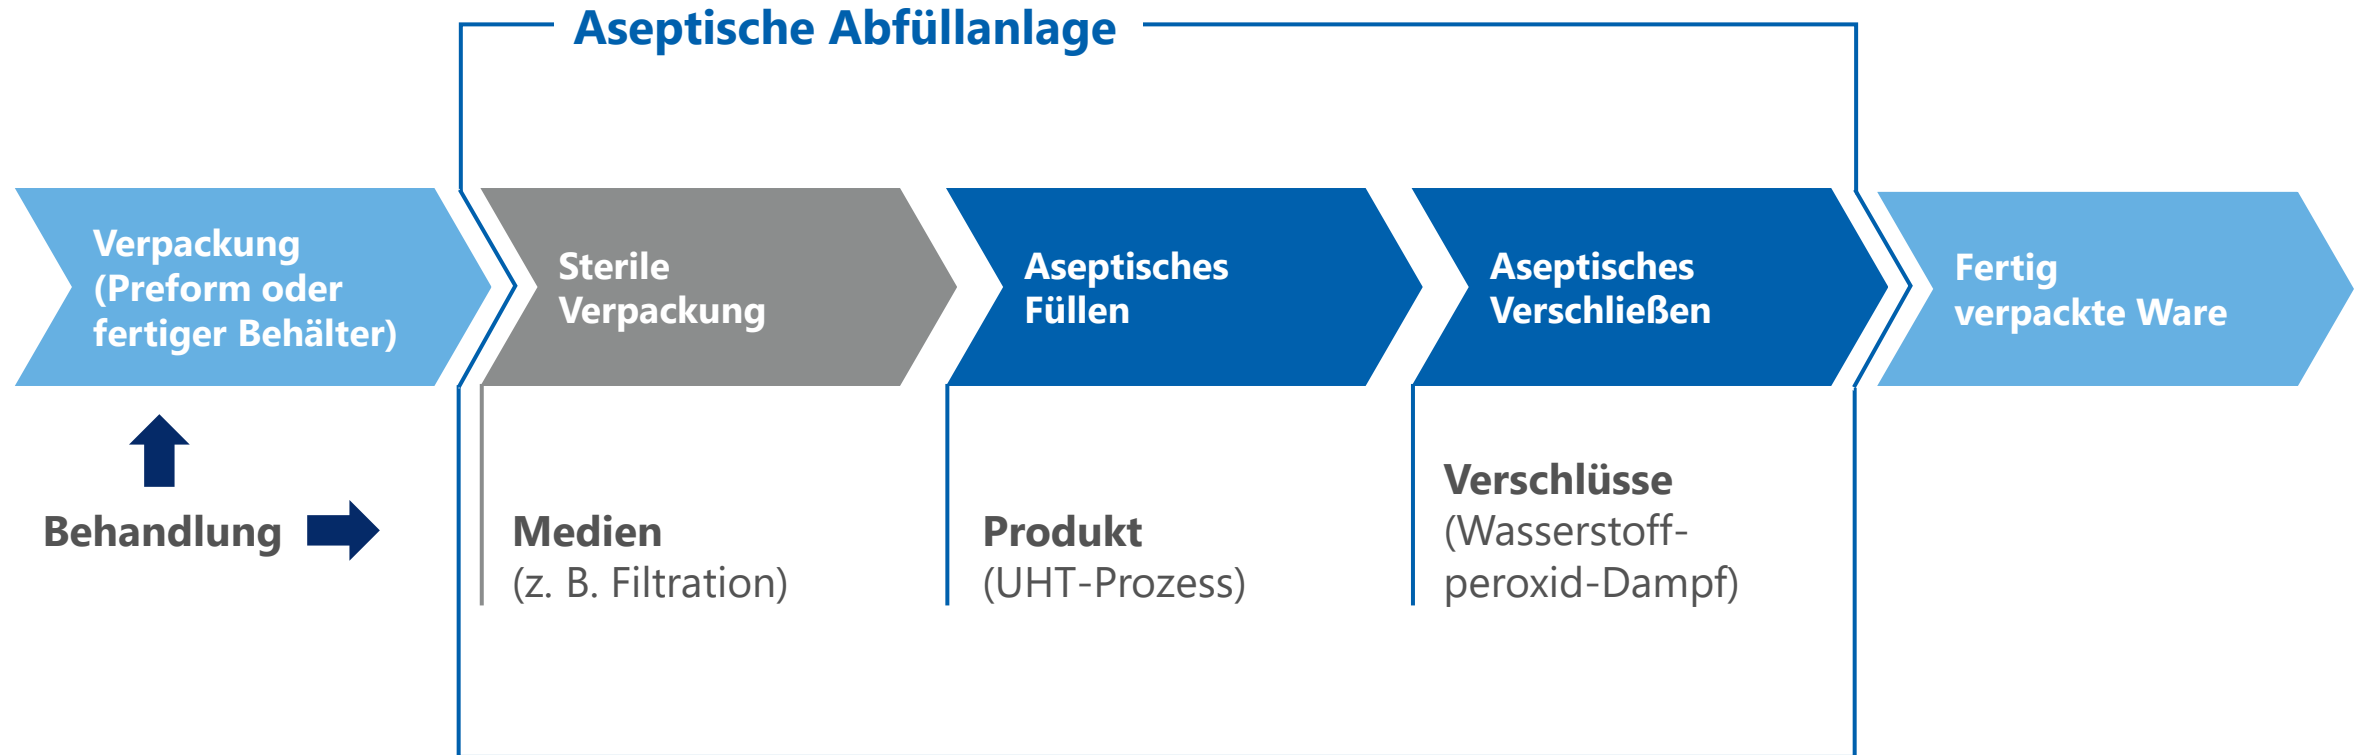 Aseptische Abfüllanlage
Verpackung
(Preform oder
fertiger Behälter)
Sterile
Verpackung
Aseptisches
Füllen
Aseptisches
Verschließen
Fertig
verpackte Ware
Behandlung
Medien
(z. B. Filtration)
Produkt
(UHT-Prozess)
Verschlüsse
(Wasserstoff-
peroxid-Dampf)